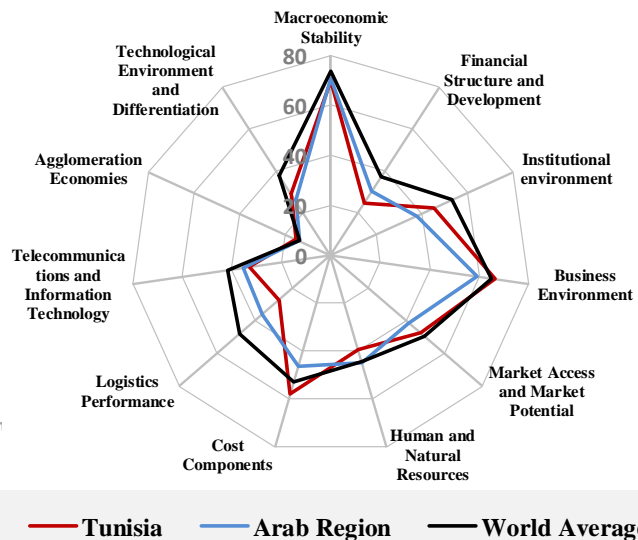 Macroeconomic
Stability
Technological
Environment
and
Differentiation
Financial
Structure and
Development
80
60
40
20
0
Agglomeration
Economies
Institutional
environment
Telecommunica
tions and
Information
Technology
Business
Environment
Logistics
Performance
Market Access
and Market
Potential
Cost
Components
Human and
Natural
Resources
Tunisia
Arab Region
World Average